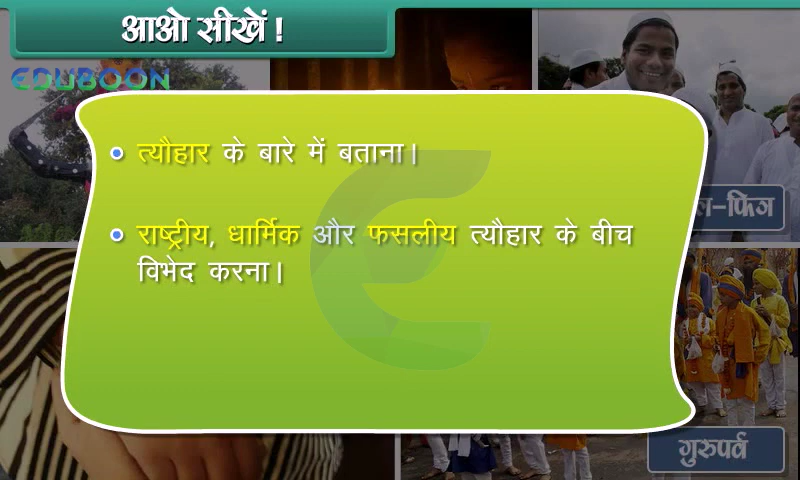 आओ सीखें!
EDUBOON
त्यौहार के बारे में बताना।
राष्ट्रीय, धार्मिक और फसलीय त्यौहार के बीच
विभेद करना।
ल-फित्र
गुरुपर्व